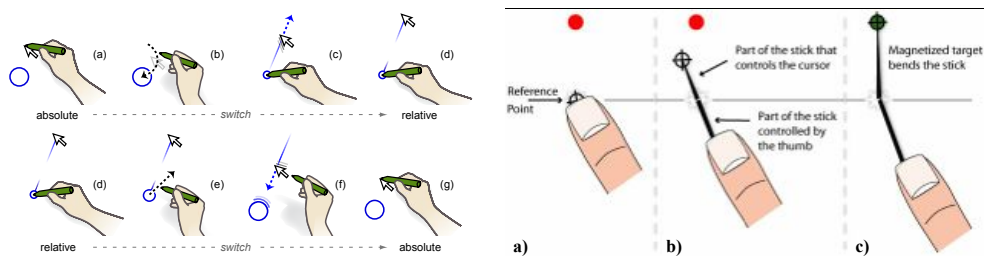 (a)
(b)
(c)
(d)
absolute
switch
relative
(d)
(e)
(f)
(g)
relative
switch
absolute
Reference
Point
Part of the stick that
controls the cursor
Part of the stick
controlled by
the thumb
Magnetized target
bends the stick
a)
b)
c)